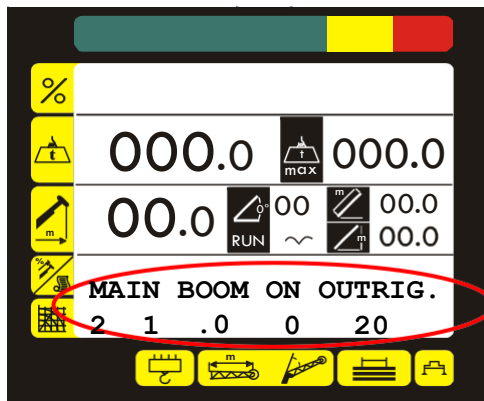 %
t
000.0 t max 000.0
m 00.0 0° 00 m 00.0
RUN m 00.0
%
MAIN BOOM ON OUTRIG.
2 1 .0 0 20
m